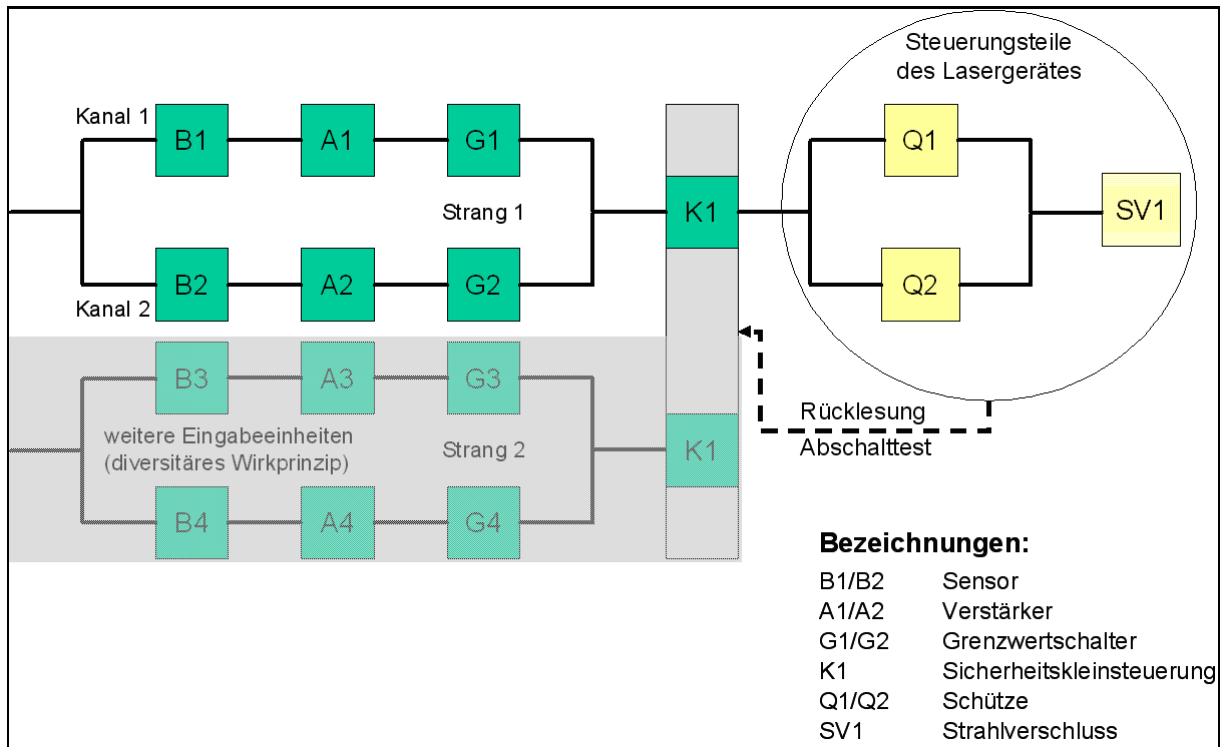 Steuerungsteile
des Lasergerätes
Kanal 1
B1 A1 G1
Q1
Strang 1
K1
SV1
B2 A2 G2
Q2
Kanal 2
B3 A3 G3
weitere Eingabeeinheiten
(diversitäres Wirkprinzip)
Strang 2
K1
Rücklesung
Abschalttest
B4 A4 G4
Bezeichnungen:
B1/B2 Sensor
A1/A2 Verstärker
G1/G2 Grenzwertschalter
K1 Sicherheitskleinsteuerung
Q1/Q2 Schütze
SV1 Strahlverschluss